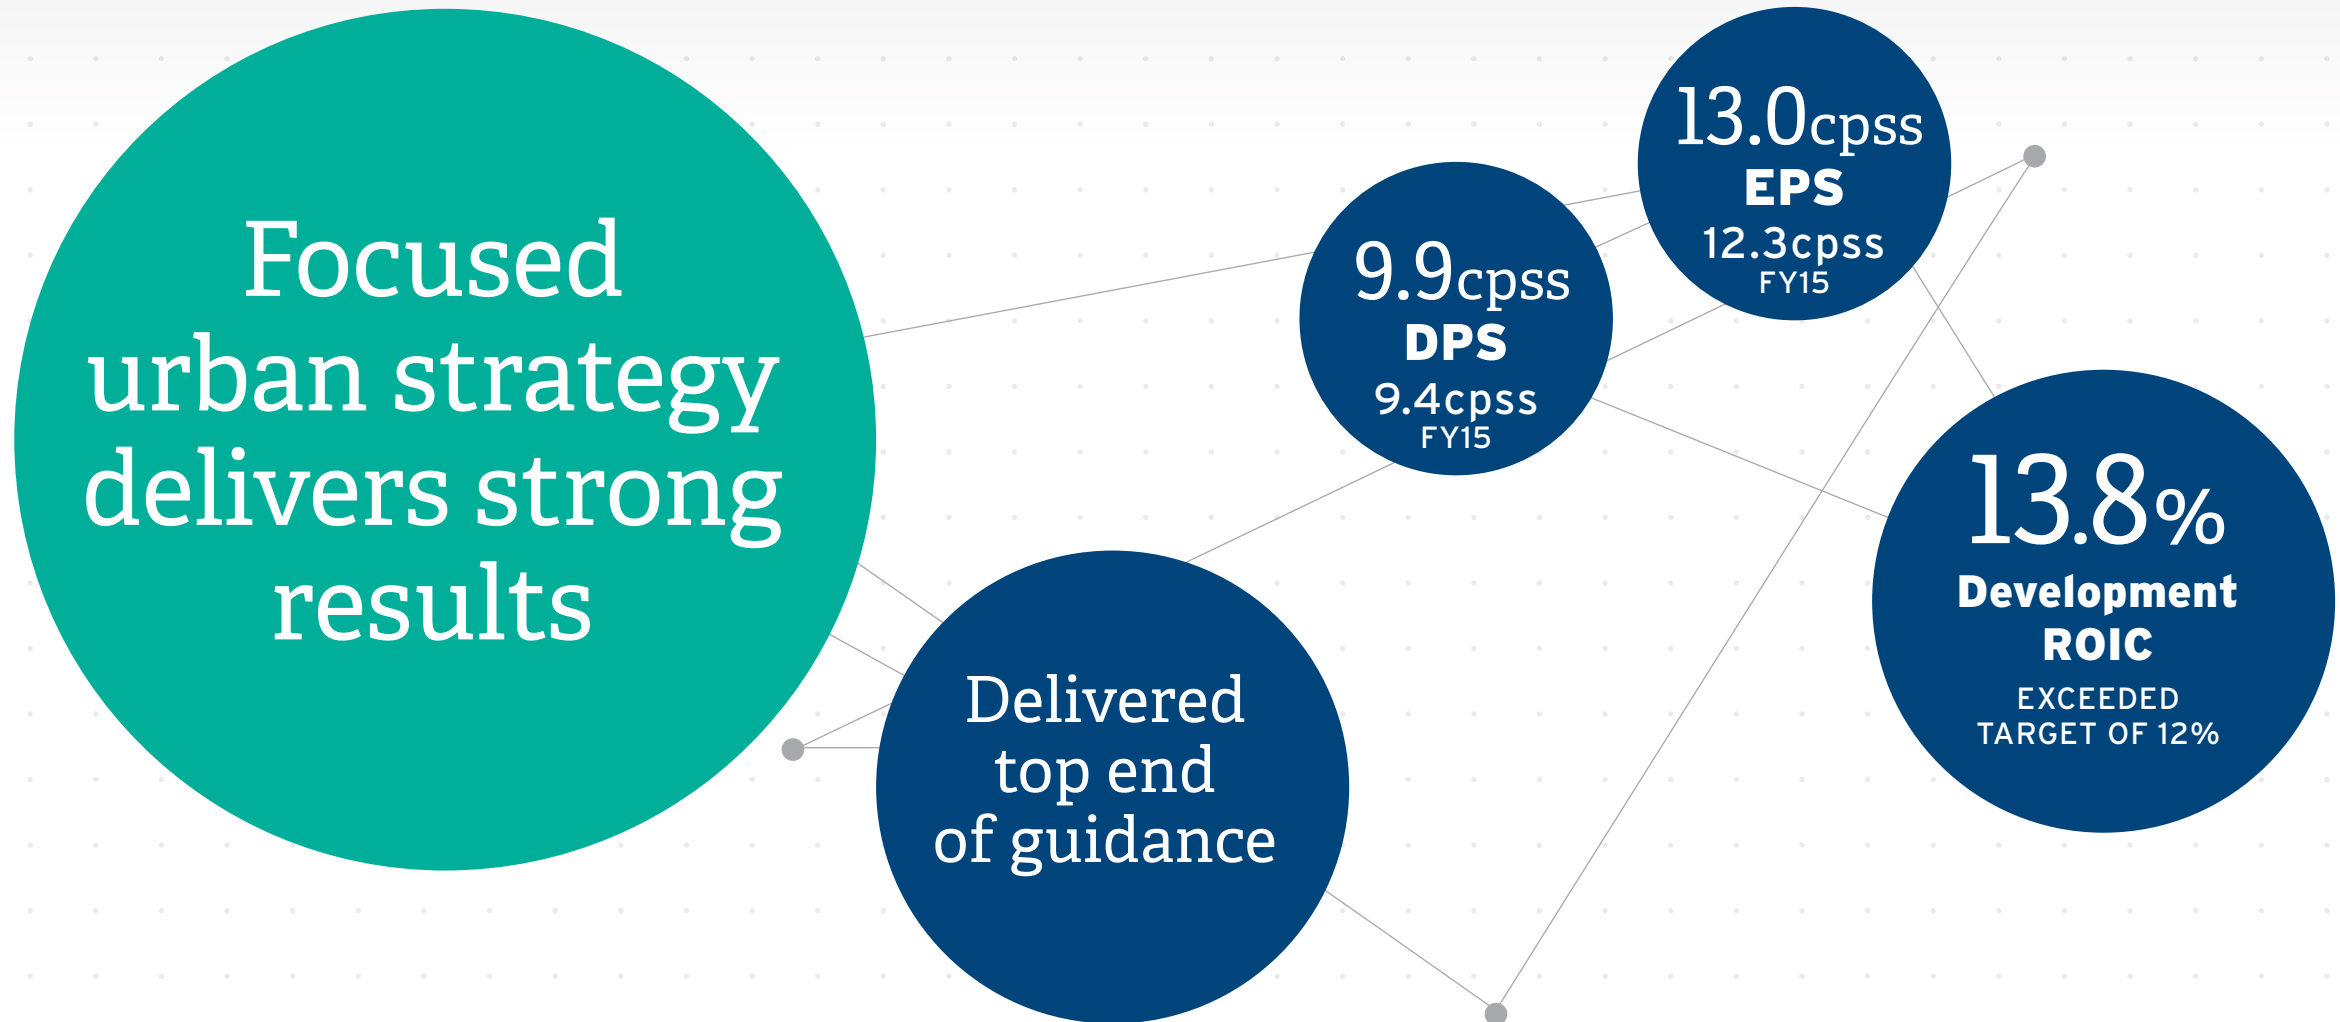 Focused
urban strategy
delivers strong
results
Delivered
top end
of guidance
9.9cpss
DPS
9.4cpss
FY15
13.0cpss
EPS
12.3cpss
FY15
13.8%
Development
ROIC
EXCEEDED
TARGET OF 12%